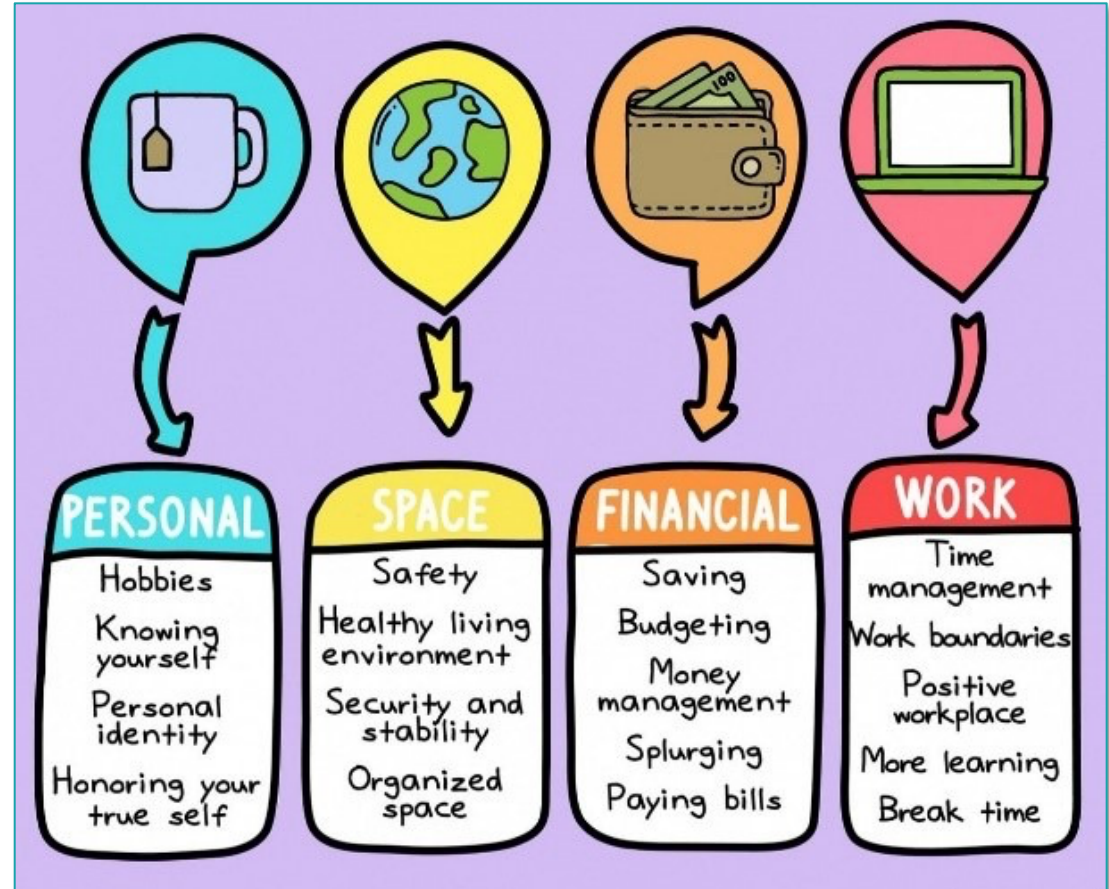 100
PERSONAL
Hobbies
Knowing
yourself
Personal
identity
Honoring your
true self
SPACE
Safety
Healthy living
environment
Security and
stability
Organized
space
FINANCIAL
Saving
Budgeting
Money
management
Splurging
Paying bills
WORK
Time
management
Work boundaries
Positive
workplace
More learning
Break time